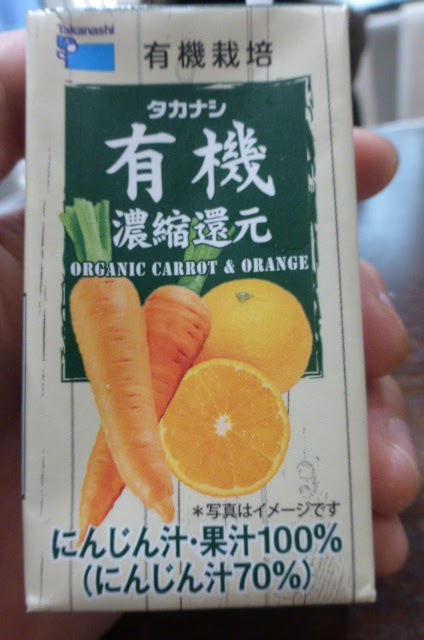 Takanashi
有機栽培
タカナシ
有機
濃縮還元
ORGANIC CARROT & ORANGE
*写真はイメージです
にんじん汁・果汁100%
(にんじん汁70%)